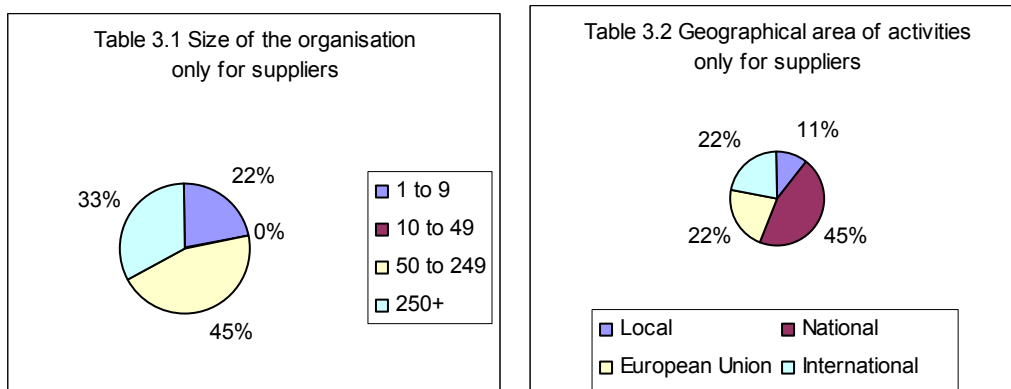 Table 3.1 Size of the organisation
only for suppliers
33%
22%
0%
45%
1 to 9
10 to 49
50 to 249
250+
Table 3.2 Geographical area of activities
only for suppliers
22%
11%
22%
45%
Local
National
European Union
International